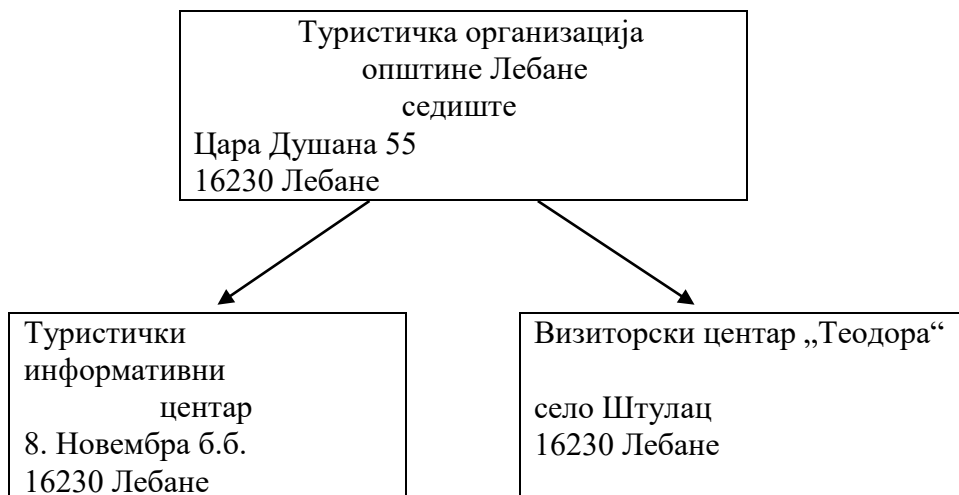 Туристичка организација
општине Лебане
седиште
Цара Душана 55
16230 Лебане
Туристички
информативни
центар
8. Новембра б.б.
16230 Лебане
Визиторски центар „Теодора“
село Штулац
16230 Лебане